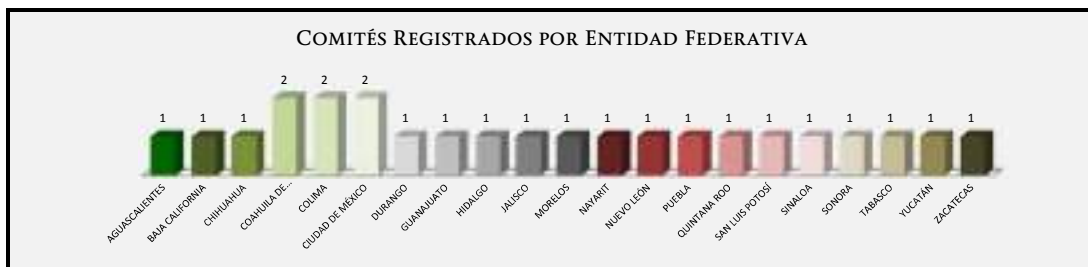 COMITÉS REGISTRADOS POR ENTIDAD FEDERATIVA
2 2 2
1 1 1 1 1 1 1 1 1 1 1 1 1 1 1 1 1 1
AGUASCALIENTES
BAJA CALIFORNIA
CHIHUAHUA
COAHUILA DE...
COLIMA
CIUDAD DE MÉXICO
DURANGO
GUANAJUATO
HIDALGO
JALISCO
MORELOS
NAYARIT
NUEVO LEÓN
PUEBLA
QUINTANA ROO
SAN LUIS POTOSÍ
SINALOA
SONORA
TABASCO
YUCATÁN
ZACATECAS